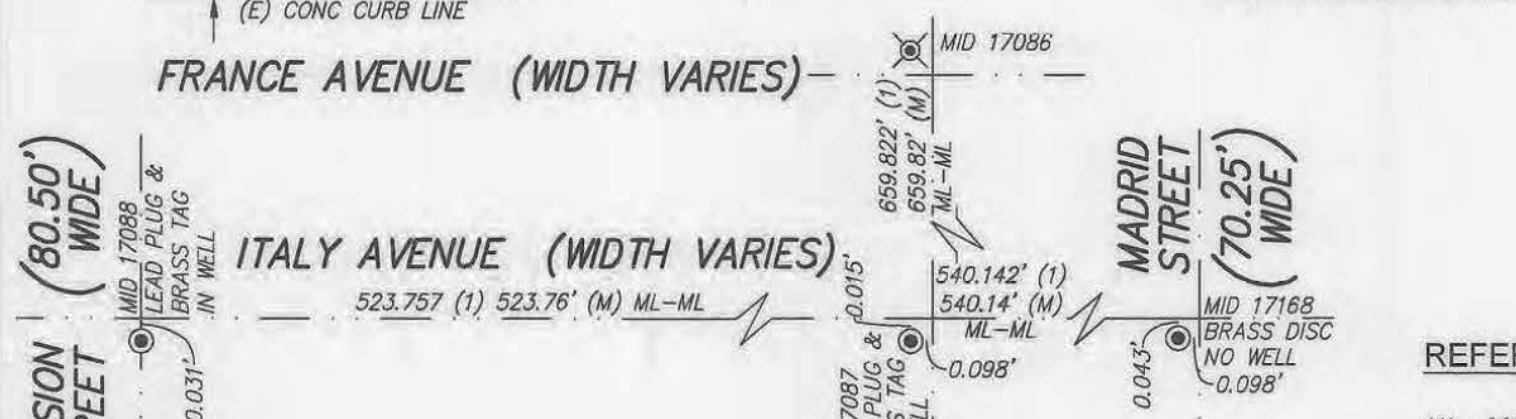 (E) CONC CURB LINE
FRANCE AVENUE (WIDTH VARIES)
MID 17086
659.822' (1)
659.82' (M)
ML-ML
(80.50'
WIDE)
MID 17088
LEAD PLUG &
BRASS TAG
IN WELL
ITALY AVENUE (WIDTH VARIES)
523.757 (1) 523.76' (M) ML-ML
0.015'
540.142' (1)
540.14' (M)
ML-ML
MADRID
STREET
(70.25'
WIDE)
MID 17168
BRASS DISC
NO WELL
0.098'
0.043'
0.098'
0.031'
7087
PLUG &
TAG
REFE